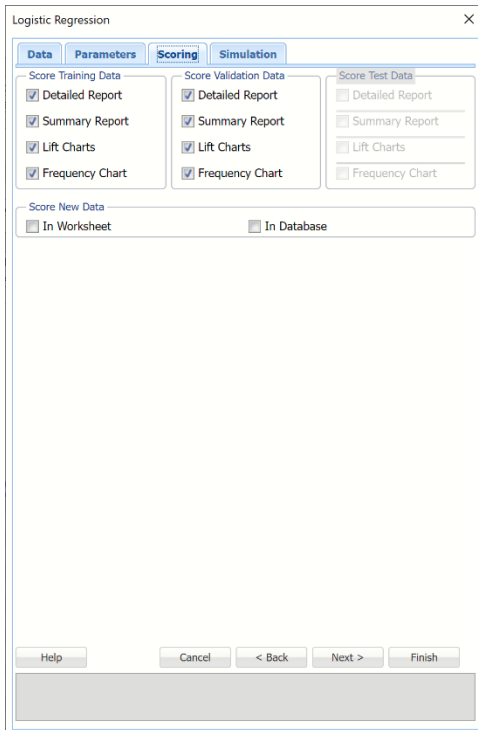 Logistic Regression
Data Parameters Scoring Simulation
Score Training Data Score Validation Data Score Test Data
Detailed Report Detailed Report Detailed Report
Summary Report Summary Report Summary Report
Lift Charts Lift Charts Lift Charts
Frequency Chart Frequency Chart Frequency Chart
Score New Data
In Worksheet In Database
Help Cancel < Back Next > Finish